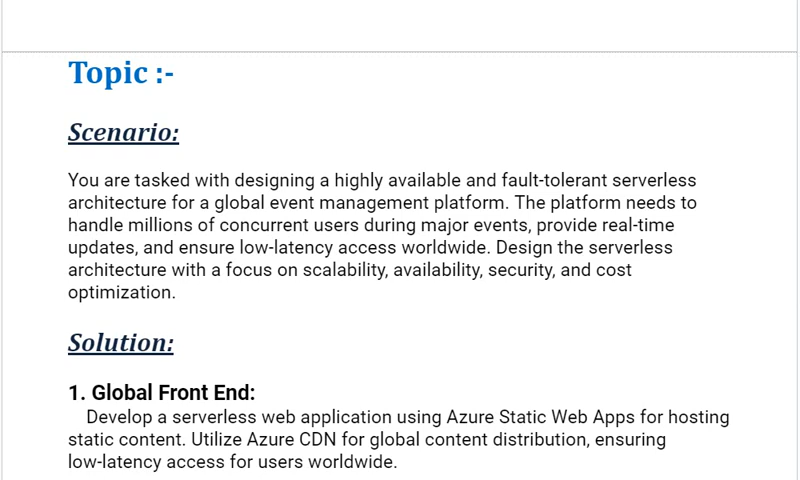 Topic :-
Scenario:
You are tasked with designing a highly available and fault-tolerant serverless
architecture for a global event management platform. The platform needs to
handle millions of concurrent users during major events, provide real-time
updates, and ensure low-latency access worldwide. Design the serverless
architecture with a focus on scalability, availability, security, and cost
optimization.
Solution:
1. Global Front End:
Develop a serverless web application using Azure Static Web Apps for hosting
static content. Utilize Azure CDN for global content distribution, ensuring
low-latency access for users worldwide.